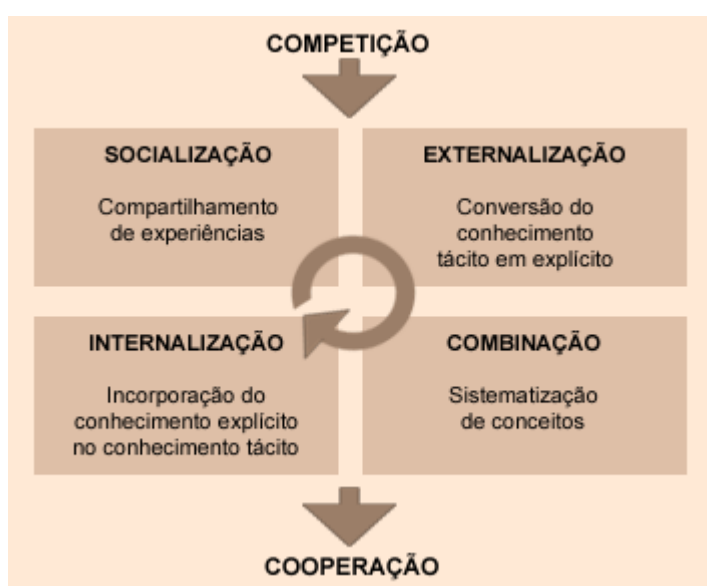 COMPETIÇÃO
SOCIALIZAÇÃO
Compartilhamento
de experiências
EXTERNALIZAÇÃO
Conversão do
conhecimento
tácito em explícito
INTERNALIZAÇÃO
Incorporação do
conhecimento explícito
no conhecimento tácito
COMBINAÇÃO
Sistematização
de conceitos
COOPERAÇÃO